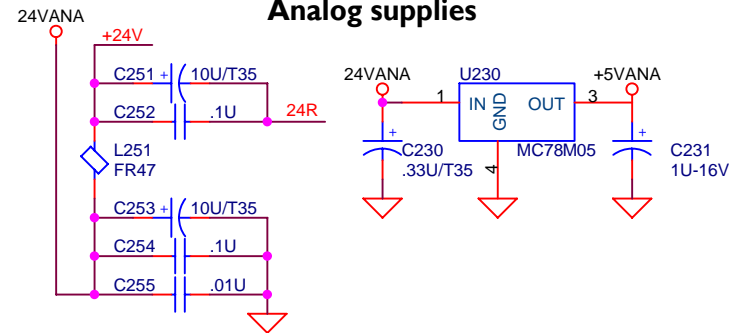 Analog supplies
24VANA
+24V
C251 + 10U/T35
C252 .1U
24R
L251
FR47
C253 + 10U/T35
C254 .1U
C255 .01U
24VANA
U230
+5VANA
1 IN GND OUT 3
4
MC78M05
+
C230
.33U/T35
+
C231
1U-16V